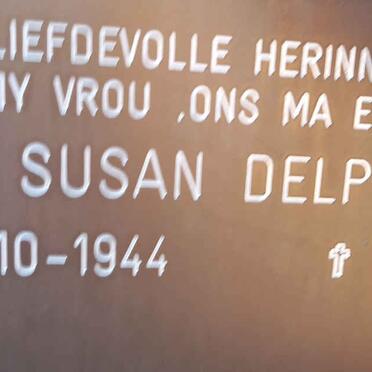 LIEFDEVOLLE HERINN
MY VROU ,ONS MA E
SUSAN DELP
10-1944 ✝